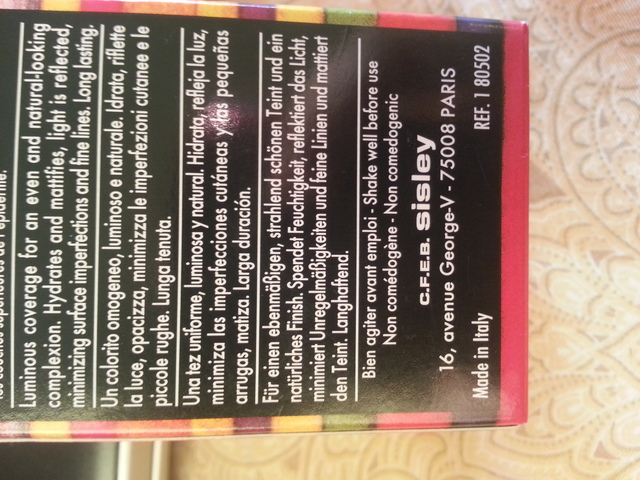 Luminous coverage for an even and natural-looking
complexion. Hydrates and mattifies, light is reflected,
minimizing surface imperfections and fine lines. Long lasting.
Un colorito omogeneo, luminoso e naturale. Idrata, riflette
la luce, opacizza, minimizza le imperfezioni cutanee e le
piccole rughe. Lunga tenuta.
Una tez uniforme, luminosa y natural. Hidrata, refleja la luz,
minimiza las imperfecciones cutáneas y las pequeñas
arrugas, matiza. Larga duración.
Für einen ebenmäßigen, strahlend schönen Teint und ein
natürliches Finish. Spendet Feuchtigkeit, reflektiert das Licht,
minimiert Unregelmäßigkeiten und feine Linien und mattiert
den Teint. Langhaftend.
Bien agiter avant emploi - Shake well before use
Non comédogène - Non comedogenic
C.F.E.B. sisley
16, avenue George-V - 75008 PARIS
Made in Italy REF. 1 80502